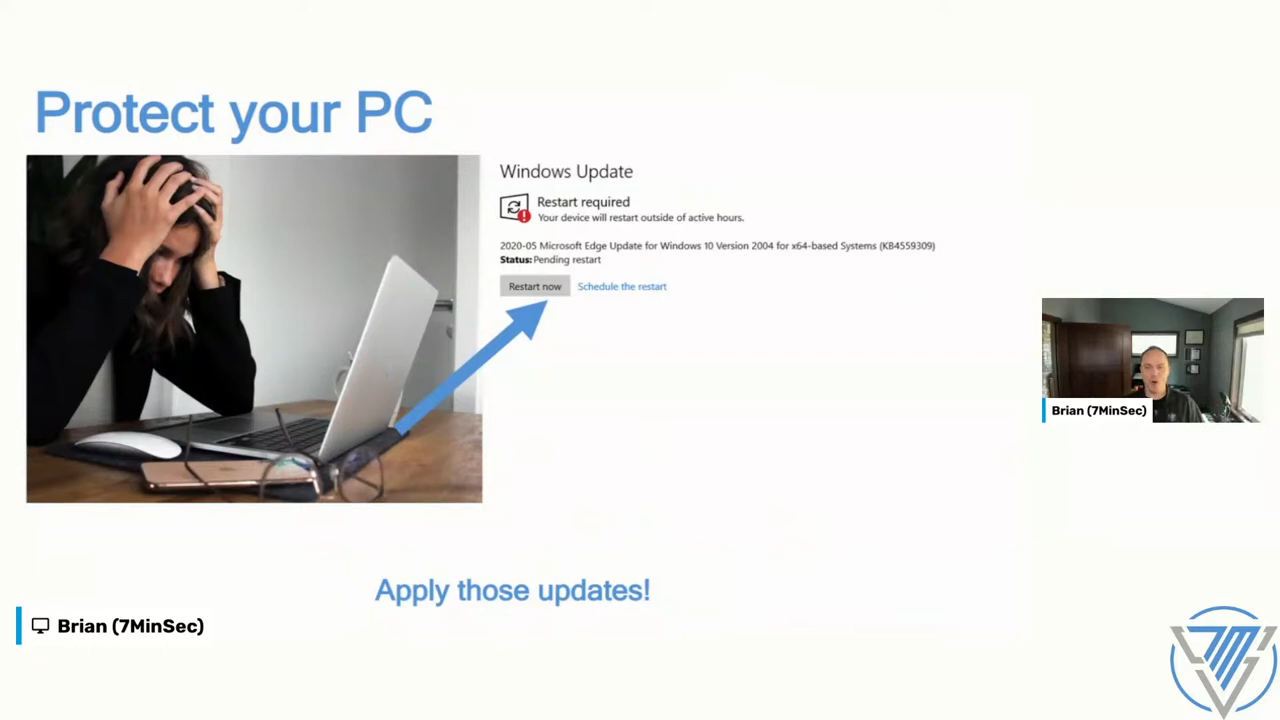 Protect your PC
Windows Update
Restart required
Your device will restart outside of active hours.
2020-05 Microsoft Edge Update for Windows 10 Version 2004 for x64-based Systems (KB4559309)
Status: Pending restart
Restart now Schedule the restart
Brian (7MinSec)
Apply those updates!
Brian (7MinSec)
7MS